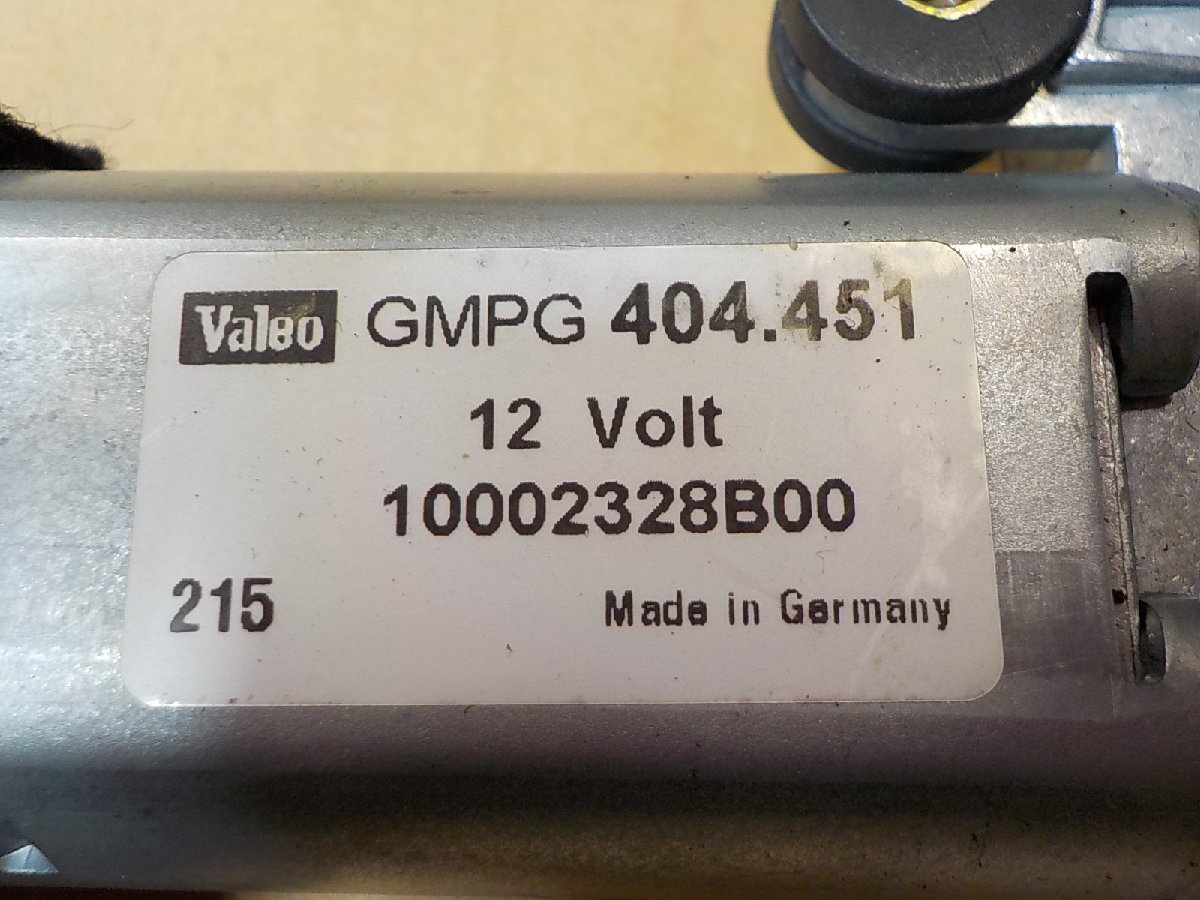 Valeo GMPG 404.451
12 Volt
10002328B00
215 Made in Germany